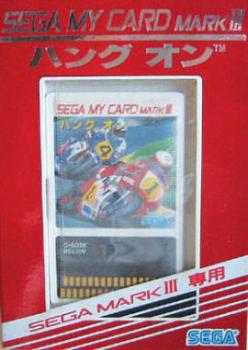 SEGA MY CARD MARK III
ハング オン™
SEGA MY CARD MARK III
ハング オン
SEGA
SEGA MARK III 専用
SEGA